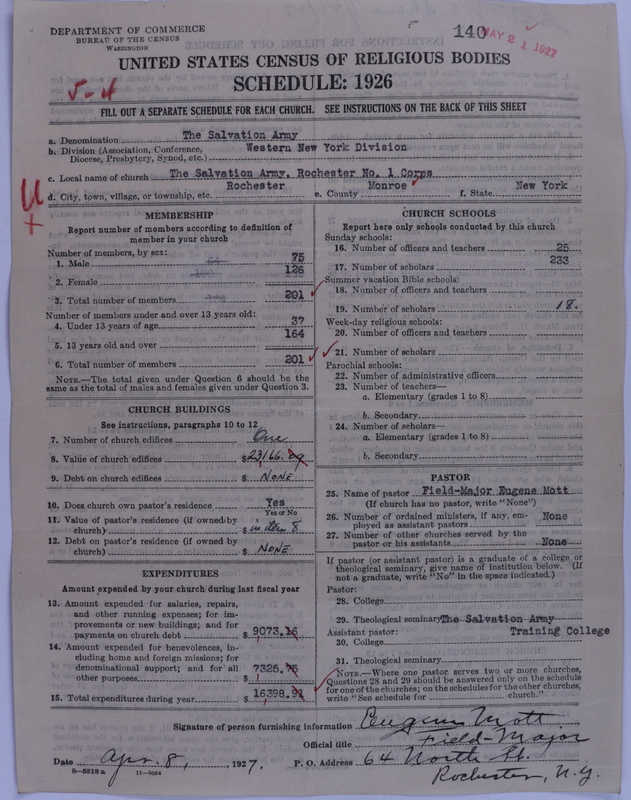 DEPARTMENT OF COMMERCE
BUREAU OF THE CENSUS
WASHINGTON
140
MAY 21 1927
UNITED STATES CENSUS OF RELIGIOUS BODIES
SCHEDULE: 1926
5-4
FILL OUT A SEPARATE SCHEDULE FOR EACH CHURCH. SEE INSTRUCTIONS ON THE BACK OF THIS SHEET
a. Denomination The Salvation Army
b. Division (Association, Conference, Diocese, Presbytery, Synod, etc.) Western New York Division
c. Local name of church The Salvation Army, Rochester No. 1 Corps
d. City, town, village, or township, etc. Rochester e. County Monroe f. State New York
MEMBERSHIP
Report number of members according to definition of
member in your church
Number of members, by sex:
1. Male 75
2. Female 126
3. Total number of members 201
Number of members under and over 13 years old:
4. Under 13 years of age 37
5. 13 years old and over 164
6. Total number of members 201
NOTE.—The total given under Question 6 should be
same as the total of males and females given under Question 3.
CHURCH BUILDINGS
See instructions, paragraphs 10 to 12
7. Number of church edifices One
8. Value of church edifices $23,166.29
9. Debt on church edifices $ NONE
10. Does church own pastor's residence? Yes
Yes or No
11. Value of pastor's residence (if owned by
church) $ in Item 8
12. Debt on pastor's residence (if owned by
church) $ NONE
EXPENDITURES
Amount expended by your church during last fiscal year
13. Amount expended for salaries, repairs,
and other running expenses; for im-
provements or new buildings; and for
payments on church debt $ 9073.16
14. Amount expended for benevolences, in-
cluding home and foreign missions; for
denominational support; and for all
other purposes $ 7325.75
15. Total expenditures during year $ 16398.91
CHURCH SCHOOLS
Report here only schools conducted by this church
Sunday schools:
16. Number of officers and teachers 25
17. Number of scholars 233
Summer vacation Bible schools:
18. Number of officers and teachers
19. Number of scholars 18.
Week-day religious schools:
20. Number of officers and teachers
21. Number of scholars
Parochial schools:
22. Number of administrative officers
23. Number of teachers—
a. Elementary (grades 1 to 8)
b. Secondary
24. Number of scholars—
a. Elementary (grades 1 to 8)
b. Secondary
PASTOR
25. Name of pastor Field-Major Eugene Mott
(If church has no pastor, write "None")
26. Number of ordained ministers, if any, em-
ployed as assistant pastors None
27. Number of other churches served by the
pastor or his assistants None
If pastor (or assistant pastor) is a graduate of a college or
theological seminary, give name of institution below. (If
not a graduate, write "No" in the space indicated.)
Pastor:
28. College
29. Theological seminary The Salvation Army
Assistant pastor: Training College
30. College
31. Theological seminary
NOTE.—Where one pastor serves two or more churches,
Questions 28 and 29 should be answered only on the schedule
for one of the churches; on the schedules for the other churches,
write "See schedule for church."
Signature of person furnishing information Eugene Mott
Official title Field-Major
Date Apr. 8, 1927. P. O. Address 64 North St.
8-5518 a 11-9054 Rochester, N.Y.